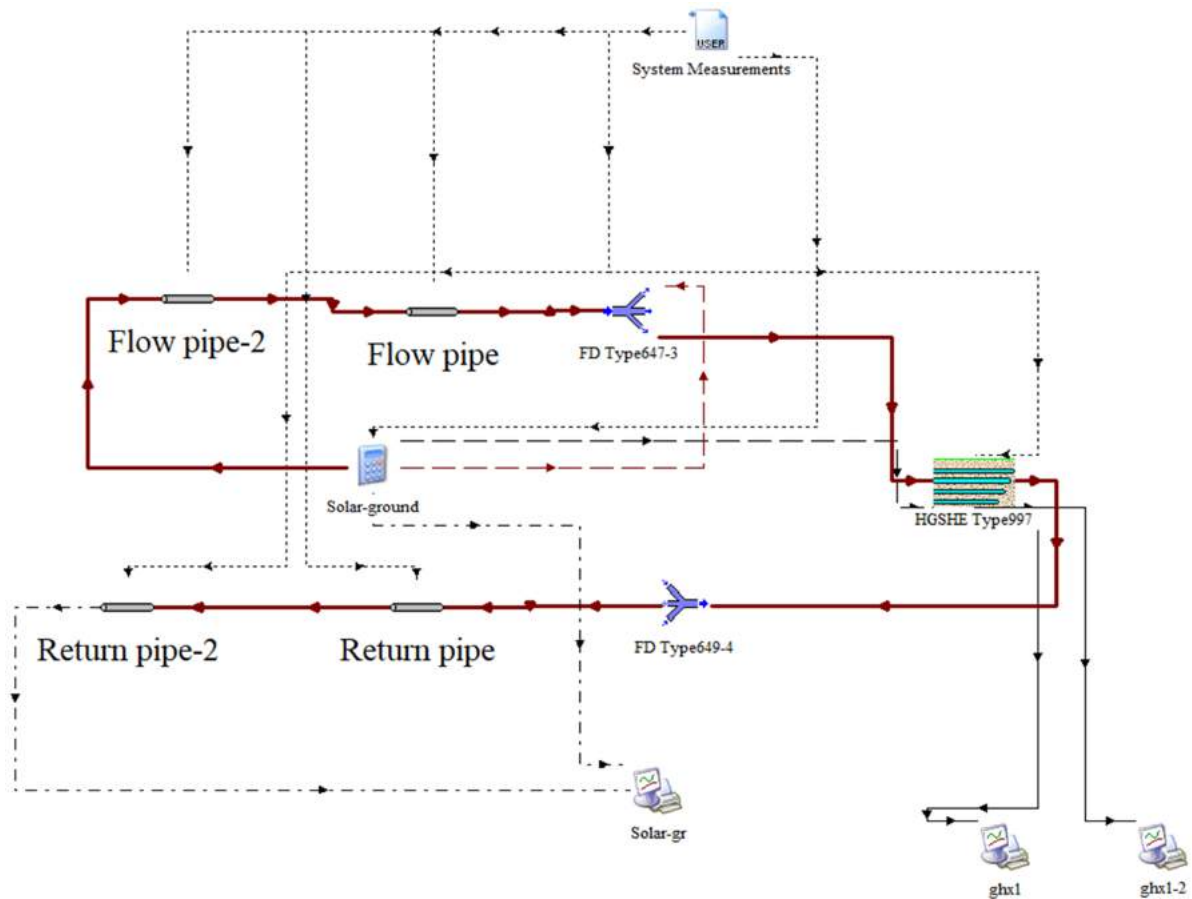 USER
System Measurements
Flow pipe-2
Flow pipe
FD Type647-3
Solar-ground
HGSHE Type997
Return pipe-2
Return pipe
FD Type649-4
Solar-gr
ghx1
ghx1-2